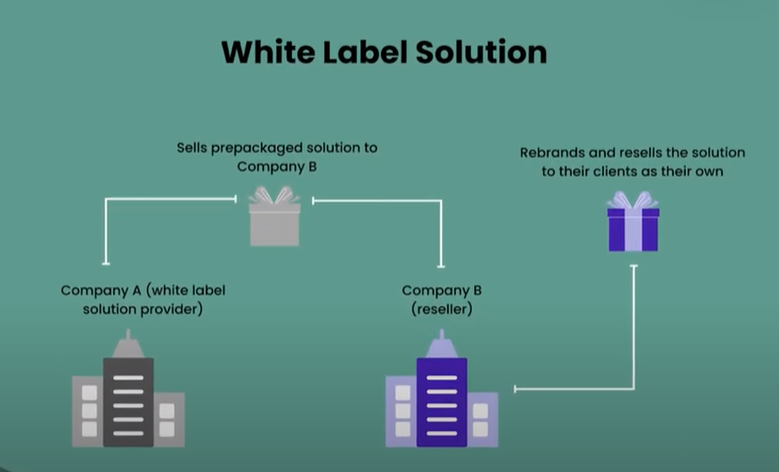 White Label Solution
Sells prepackaged solution to
Company B
Rebrands and resells the solution
to their clients as their own
Company A (white label
solution provider)
Company B
(reseller)